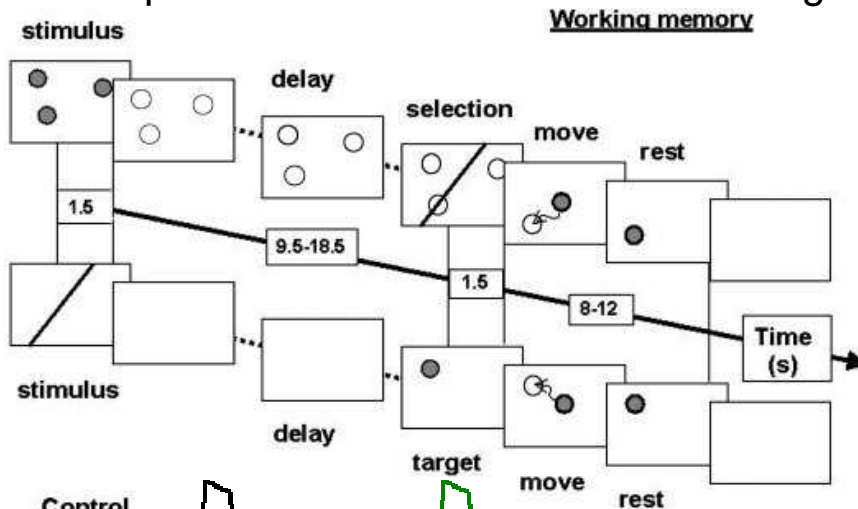 Working memory
stimulus
delay
selection
move
rest
1.5
9.5-18.5
1.5
8-12
Time
(s)
stimulus
delay
target
move
rest
Control